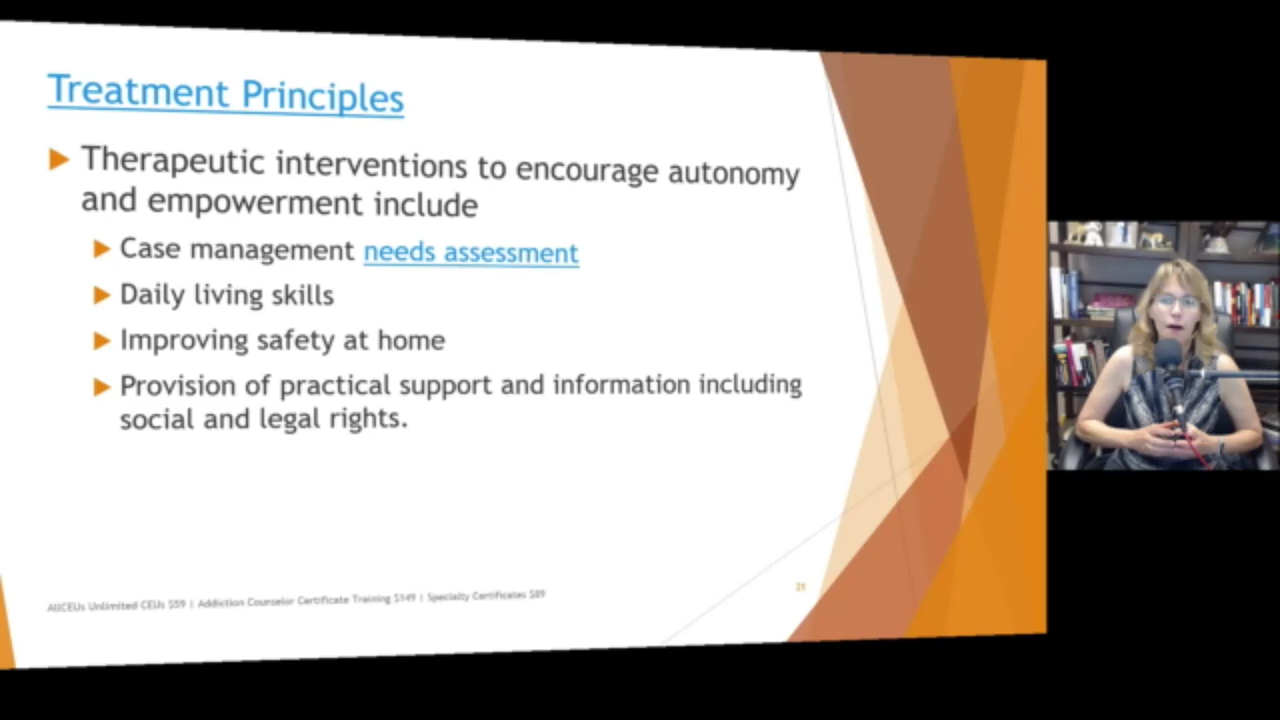 Treatment Principles
Therapeutic interventions to encourage autonomy
and empowerment include
Case management needs assessment
Daily living skills
Improving safety at home
Provision of practical support and information including
social and legal rights.
AllCEUs Unlimited CEUs $59 | Addiction Counselor Certificate Training $149 | Specialty Certificates $89
21